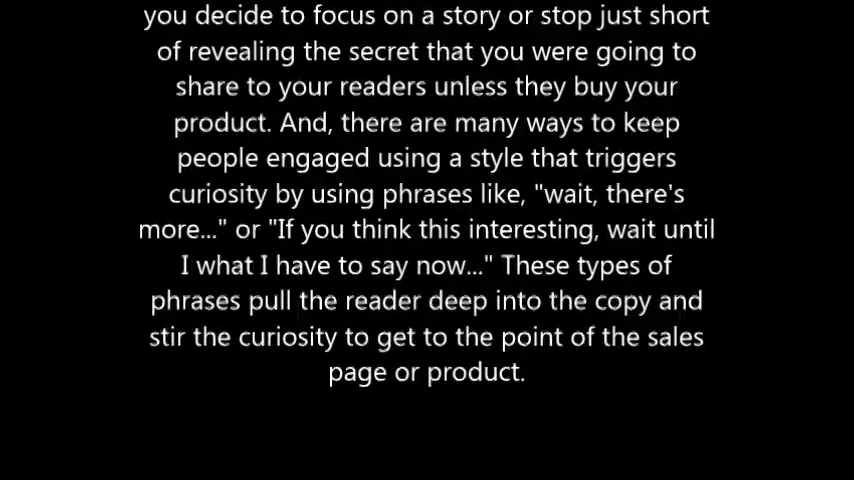 you decide to focus on a story or stop just short
of revealing the secret that you were going to
share to your readers unless they buy your
product. And, there are many ways to keep
people engaged using a style that triggers
curiosity by using phrases like, "wait, there's
more..." or "If you think this interesting, wait until
I what I have to say now..." These types of
phrases pull the reader deep into the copy and
stir the curiosity to get to the point of the sales
page or product.